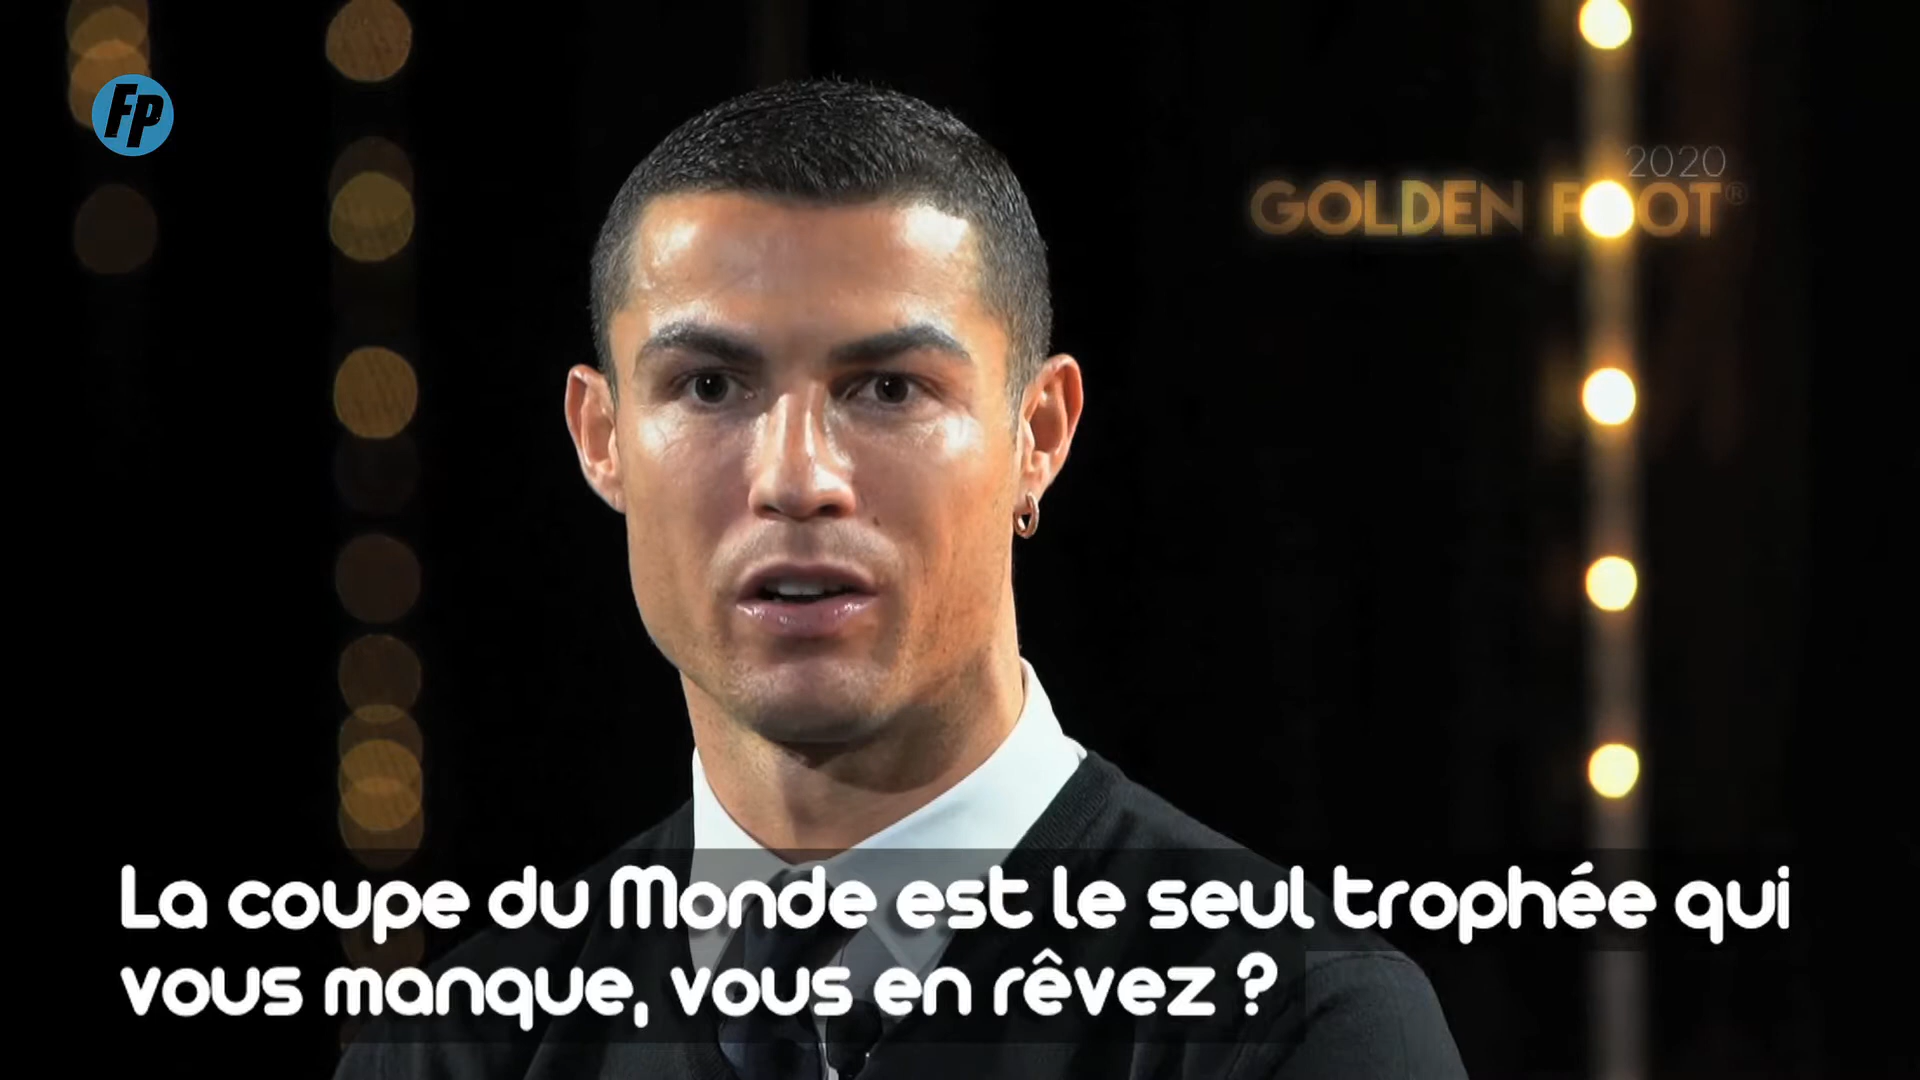 FP
2020
GOLDEN FOOT®
La coupe du Monde est le seul trophée qui
vous manque, vous en rêvez ?